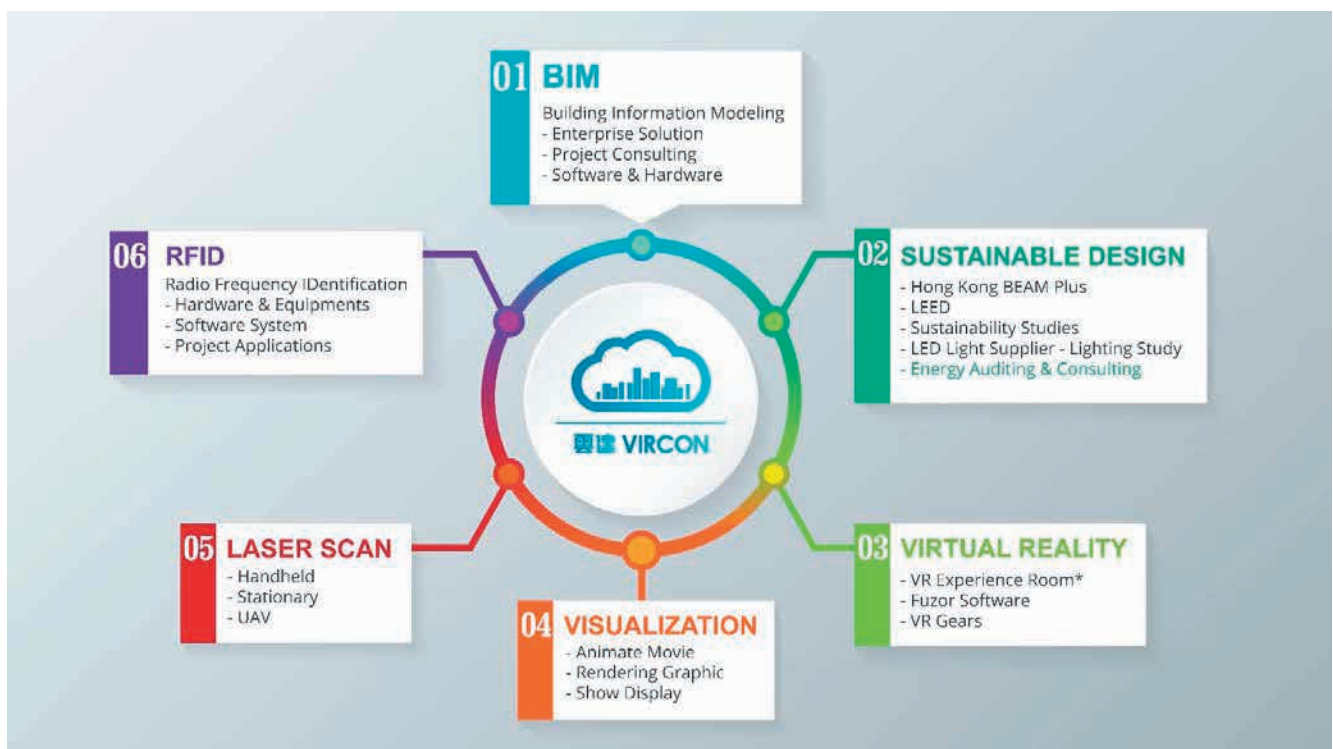 01 BIM
Building Information Modeling
- Enterprise Solution
- Project Consulting
- Software & Hardware
02 SUSTAINABLE DESIGN
- Hong Kong BEAM Plus
- LEED
- Sustainability Studies
- LED Light Supplier - Lighting Study
- Energy Auditing & Consulting
03 VIRTUAL REALITY
- VR Experience Room*
- Fuzor Software
- VR Gears
04 VISUALIZATION
- Animate Movie
- Rendering Graphic
- Show Display
05 LASER SCAN
- Handheld
- Stationary
- UAV
06 RFID
Radio Frequency IDentification
- Hardware & Equipments
- Software System
- Project Applications
VIRCON